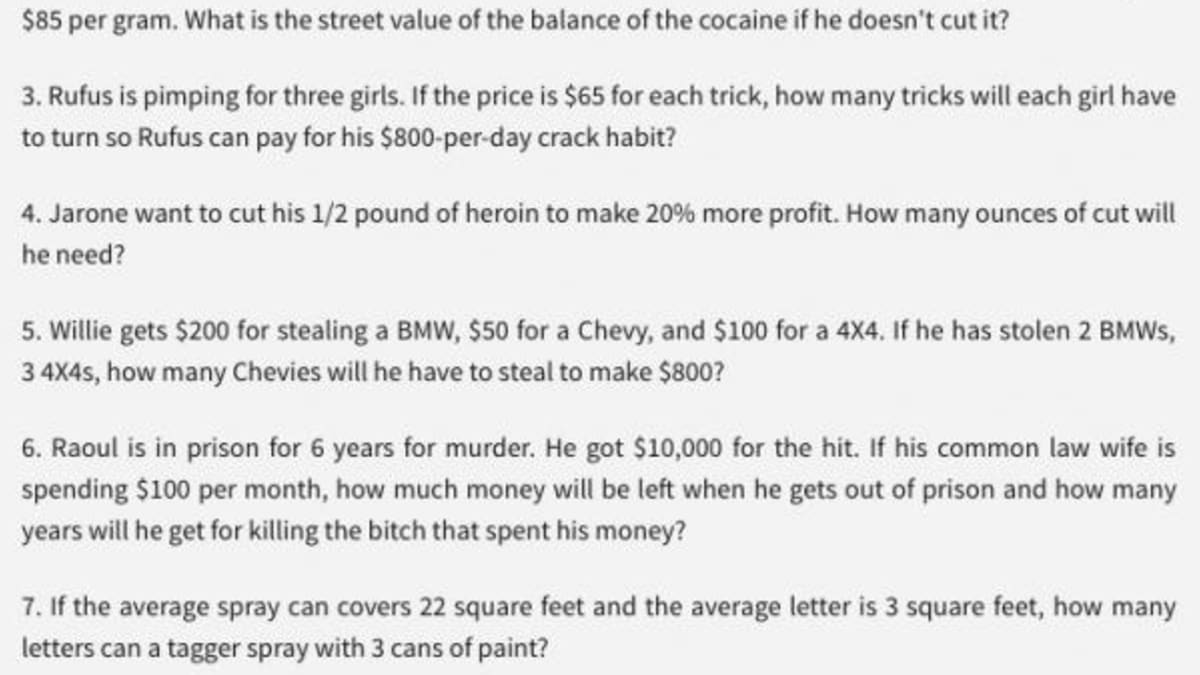 $85 per gram. What is the street value of the balance of the cocaine if he doesn't cut it?
3. Rufus is pimping for three girls. If the price is $65 for each trick, how many tricks will each girl have
to turn so Rufus can pay for his $800-per-day crack habit?
4. Jarone want to cut his 1/2 pound of heroin to make 20% more profit. How many ounces of cut will
he need?
5. Willie gets $200 for stealing a BMW, $50 for a Chevy, and $100 for a 4X4. If he has stolen 2 BMWs,
3 4X4s, how many Chevies will he have to steal to make $800?
6. Raoul is in prison for 6 years for murder. He got $10,000 for the hit. If his common law wife is
spending $100 per month, how much money will be left when he gets out of prison and how many
years will he get for killing the bitch that spent his money?
7. If the average spray can covers 22 square feet and the average letter is 3 square feet, how many
letters can a tagger spray with 3 cans of paint?